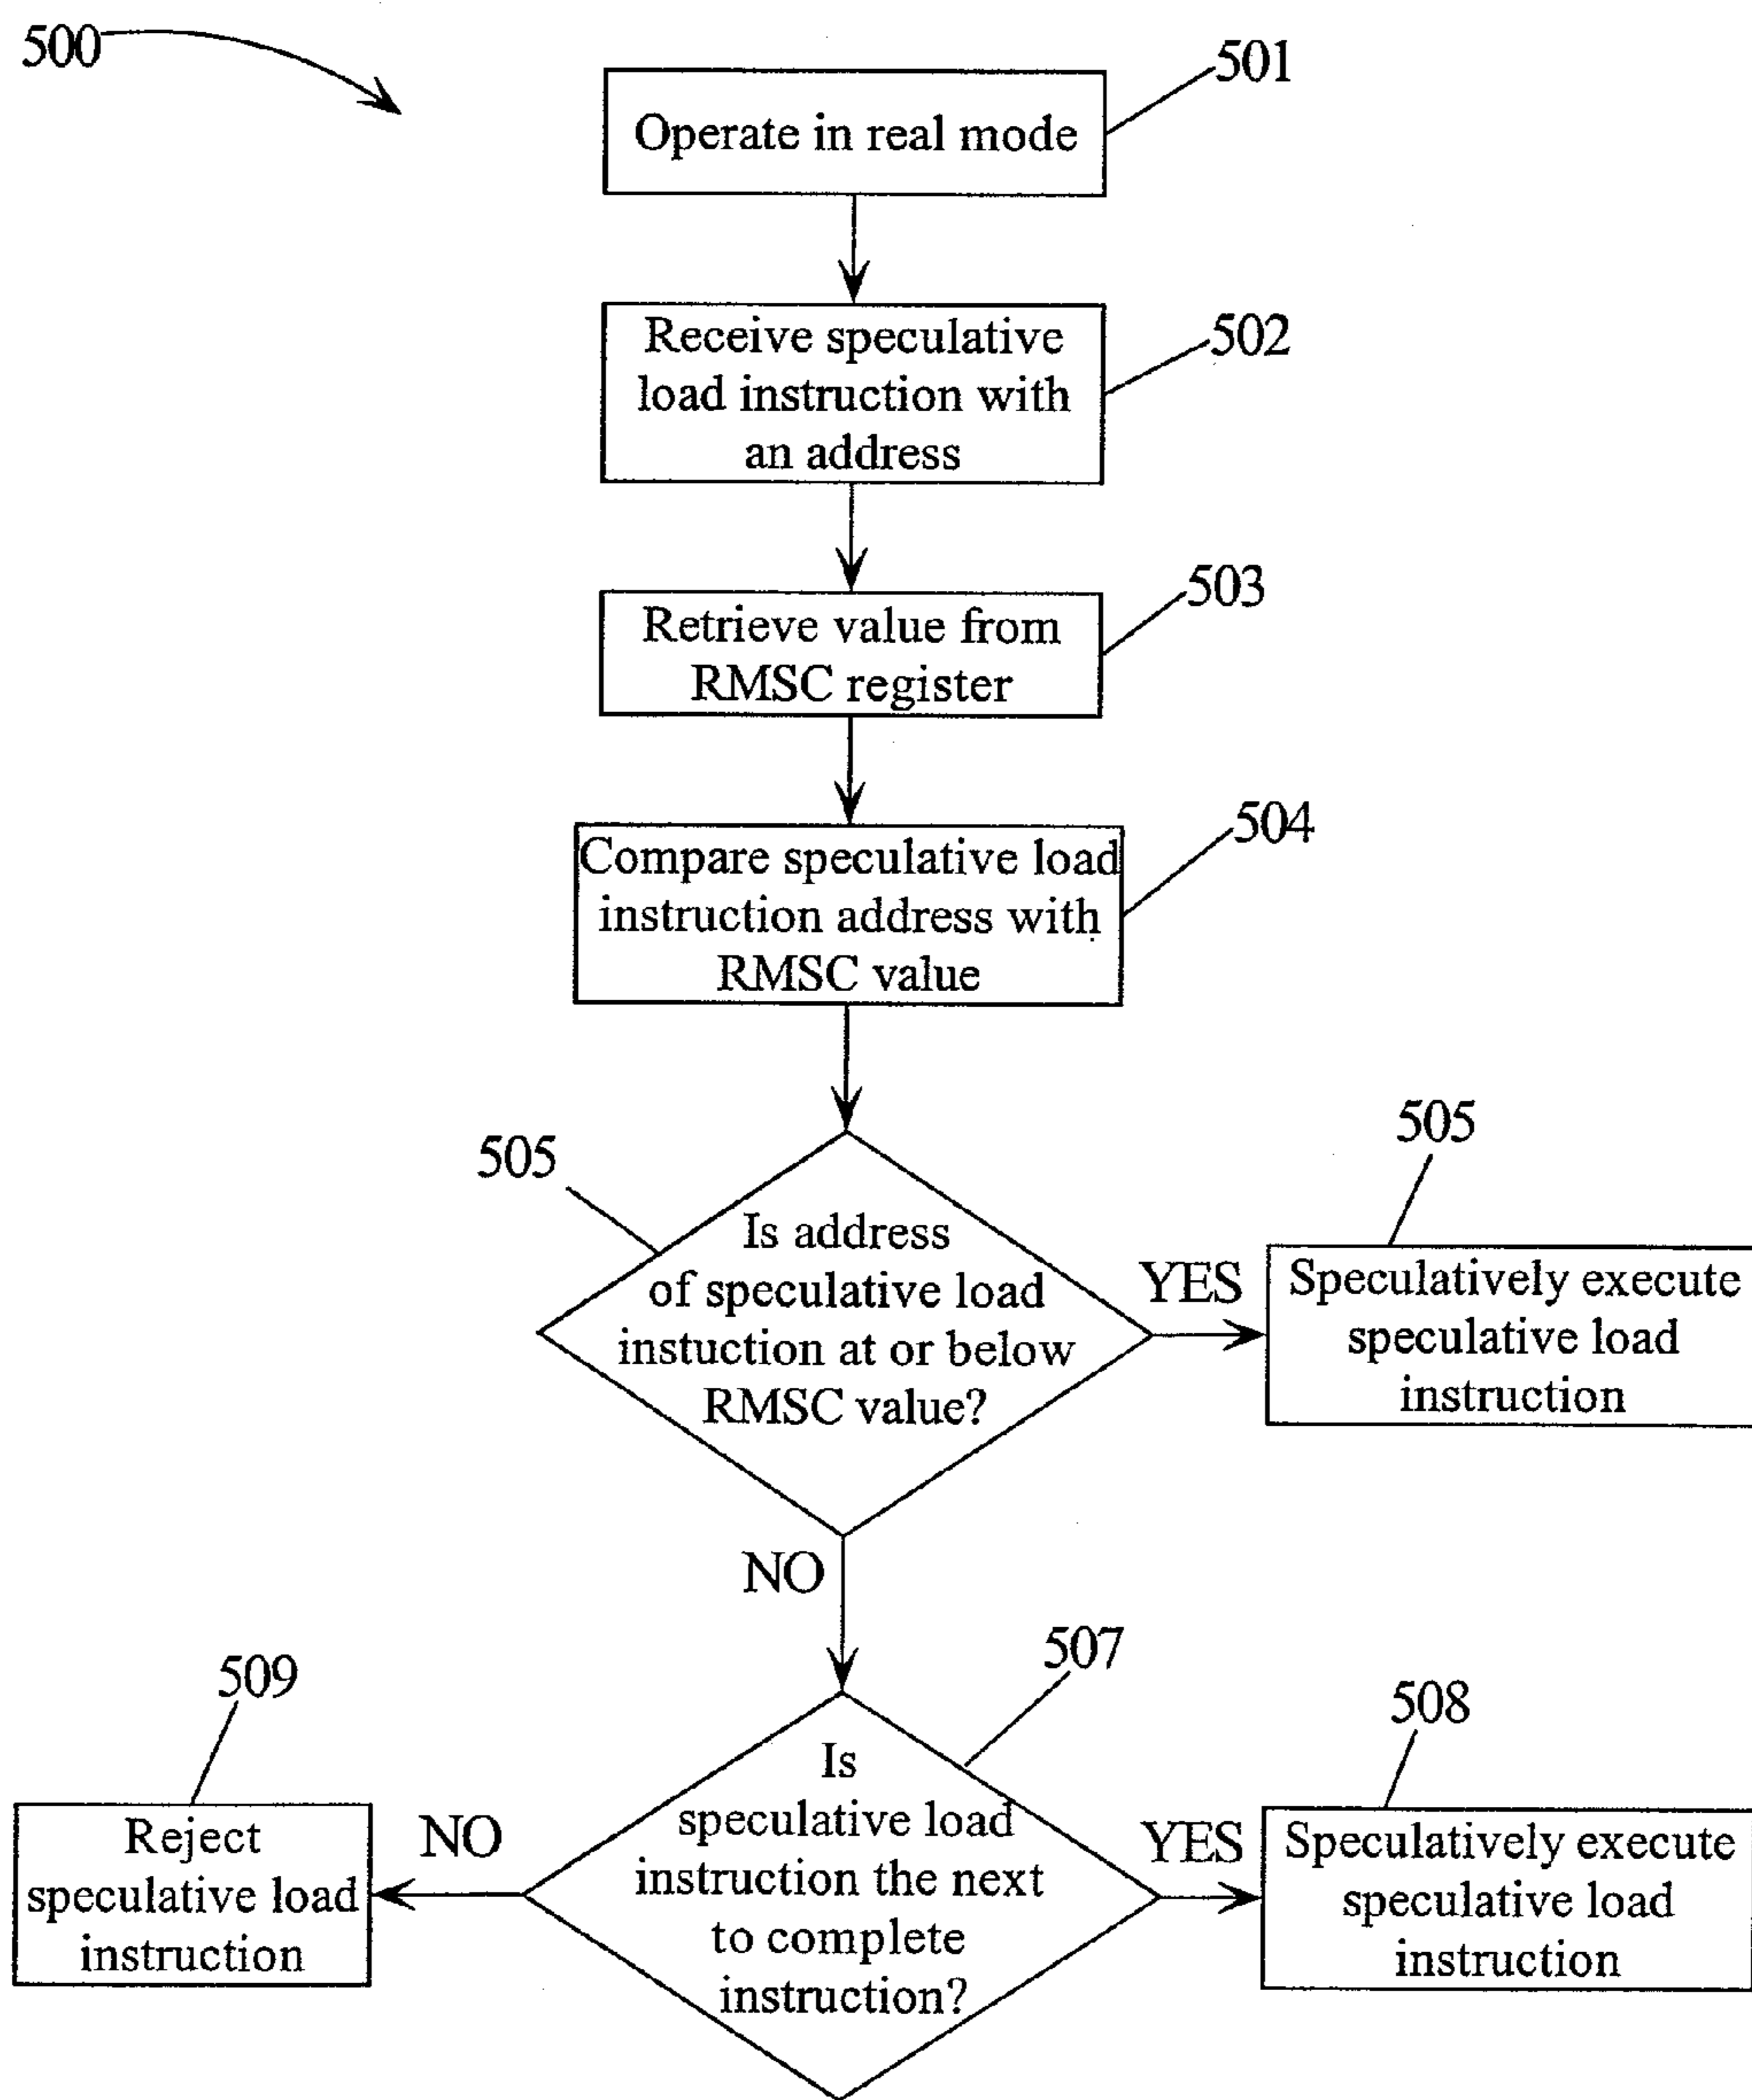 500
501
Operate in real mode
502
Receive speculative
load instruction with
an address
503
Retrieve value from
RMSC register
504
Compare speculative load
instruction address with
RMSC value
505
Is address
of speculative load
instuction at or below
RMSC value?
YES
505
Speculatively execute
speculative load
instruction
NO
507
Is
speculative load
instruction the next
to complete
instruction?
NO
509
Reject
speculative load
instruction
YES
508
Speculatively execute
speculative load
instruction